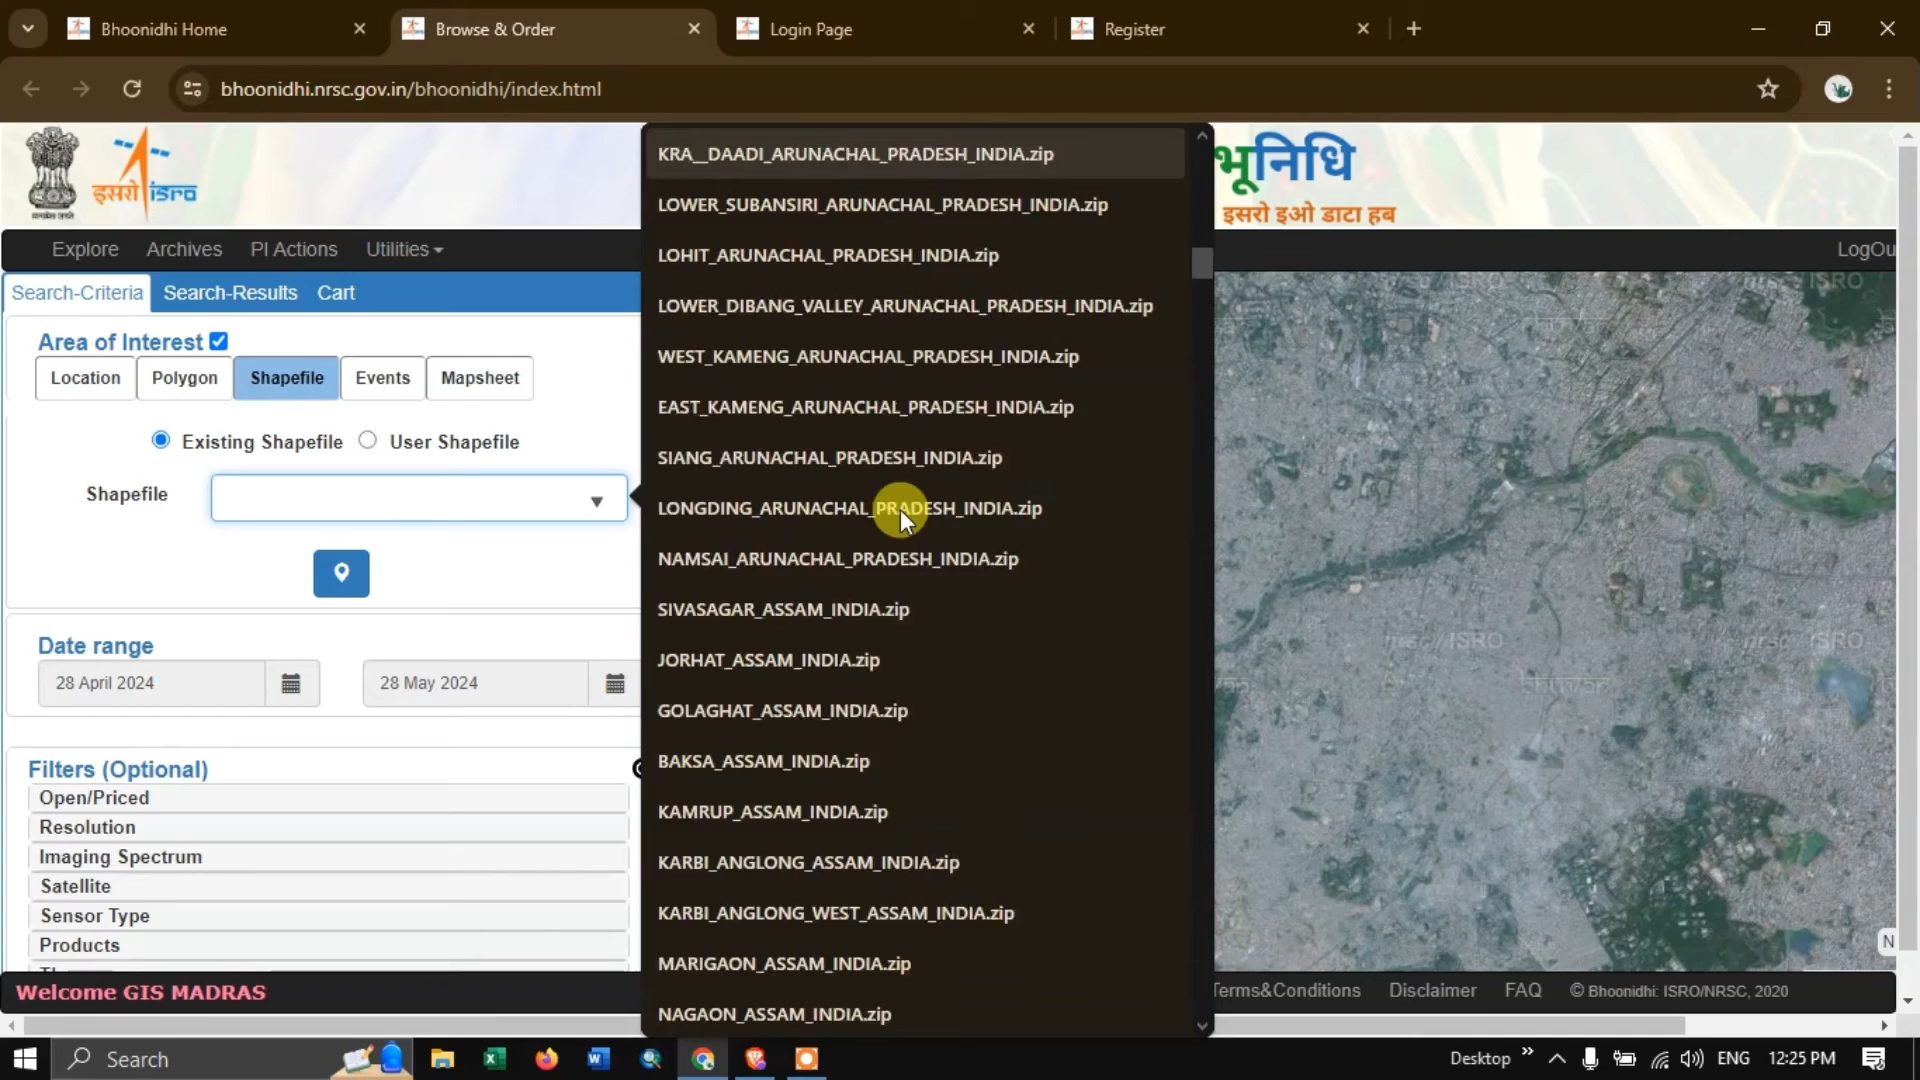 Bhoonidhi Home
Browse & Order
Login Page
Register
bhoonidhi.nrsc.gov.in/bhoonidhi/index.html
इसरो isro
भूनिधि
इसरो इओ डाटा हब
Explore
Archives
PI Actions
Utilities
LogOu
Search-Criteria
Search-Results
Cart
Area of Interest
Location
Polygon
Shapefile
Events
Mapsheet
Existing Shapefile
User Shapefile
Shapefile
Date range
28 April 2024
28 May 2024
Filters (Optional)
Open/Priced
Resolution
Imaging Spectrum
Satellite
Sensor Type
Products
KRA__DAADI_ARUNACHAL_PRADESH_INDIA.zip
LOWER_SUBANSIRI_ARUNACHAL_PRADESH_INDIA.zip
LOHIT_ARUNACHAL_PRADESH_INDIA.zip
LOWER_DIBANG_VALLEY_ARUNACHAL_PRADESH_INDIA.zip
WEST_KAMENG_ARUNACHAL_PRADESH_INDIA.zip
EAST_KAMENG_ARUNACHAL_PRADESH_INDIA.zip
SIANG_ARUNACHAL_PRADESH_INDIA.zip
LONGDING_ARUNACHAL_PRADESH_INDIA.zip
NAMSAI_ARUNACHAL_PRADESH_INDIA.zip
SIVASAGAR_ASSAM_INDIA.zip
JORHAT_ASSAM_INDIA.zip
GOLAGHAT_ASSAM_INDIA.zip
BAKSA_ASSAM_INDIA.zip
KAMRUP_ASSAM_INDIA.zip
KARBI_ANGLONG_ASSAM_INDIA.zip
KARBI_ANGLONG_WEST_ASSAM_INDIA.zip
MARIGAON_ASSAM_INDIA.zip
NAGAON_ASSAM_INDIA.zip
nrsc / ISRO
N
Welcome GIS MADRAS
Terms&Conditions
Disclaimer
FAQ
© Bhoonidhi: ISRO/NRSC, 2020
Search
Desktop
ENG
12:25 PM